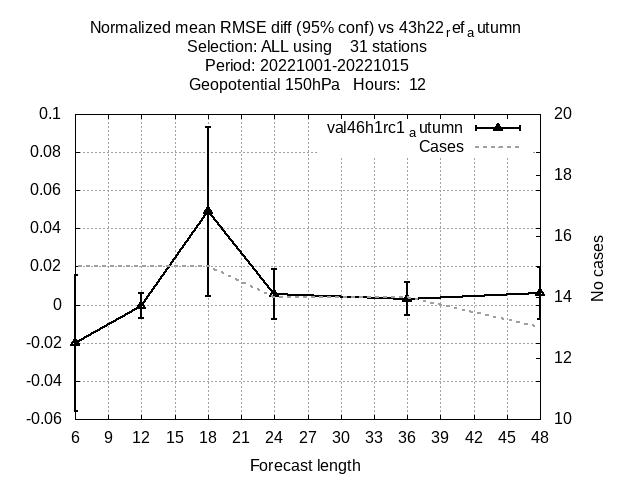 Normalized mean RMSE diff (95% conf) vs 43h22ᵣefₐutumn
Selection: ALL using    31 stations
Period: 20221001-20221015
Geopotential 150hPa   Hours:  12
val46h1rc1ₐutumn
Cases
0.1
0.08
0.06
0.04
0.02
0
-0.02
-0.04
-0.06
20
18
16
14
12
10
No cases
6 9 12 15 18 21 24 27 30 33 36 39 42 45 48
Forecast length